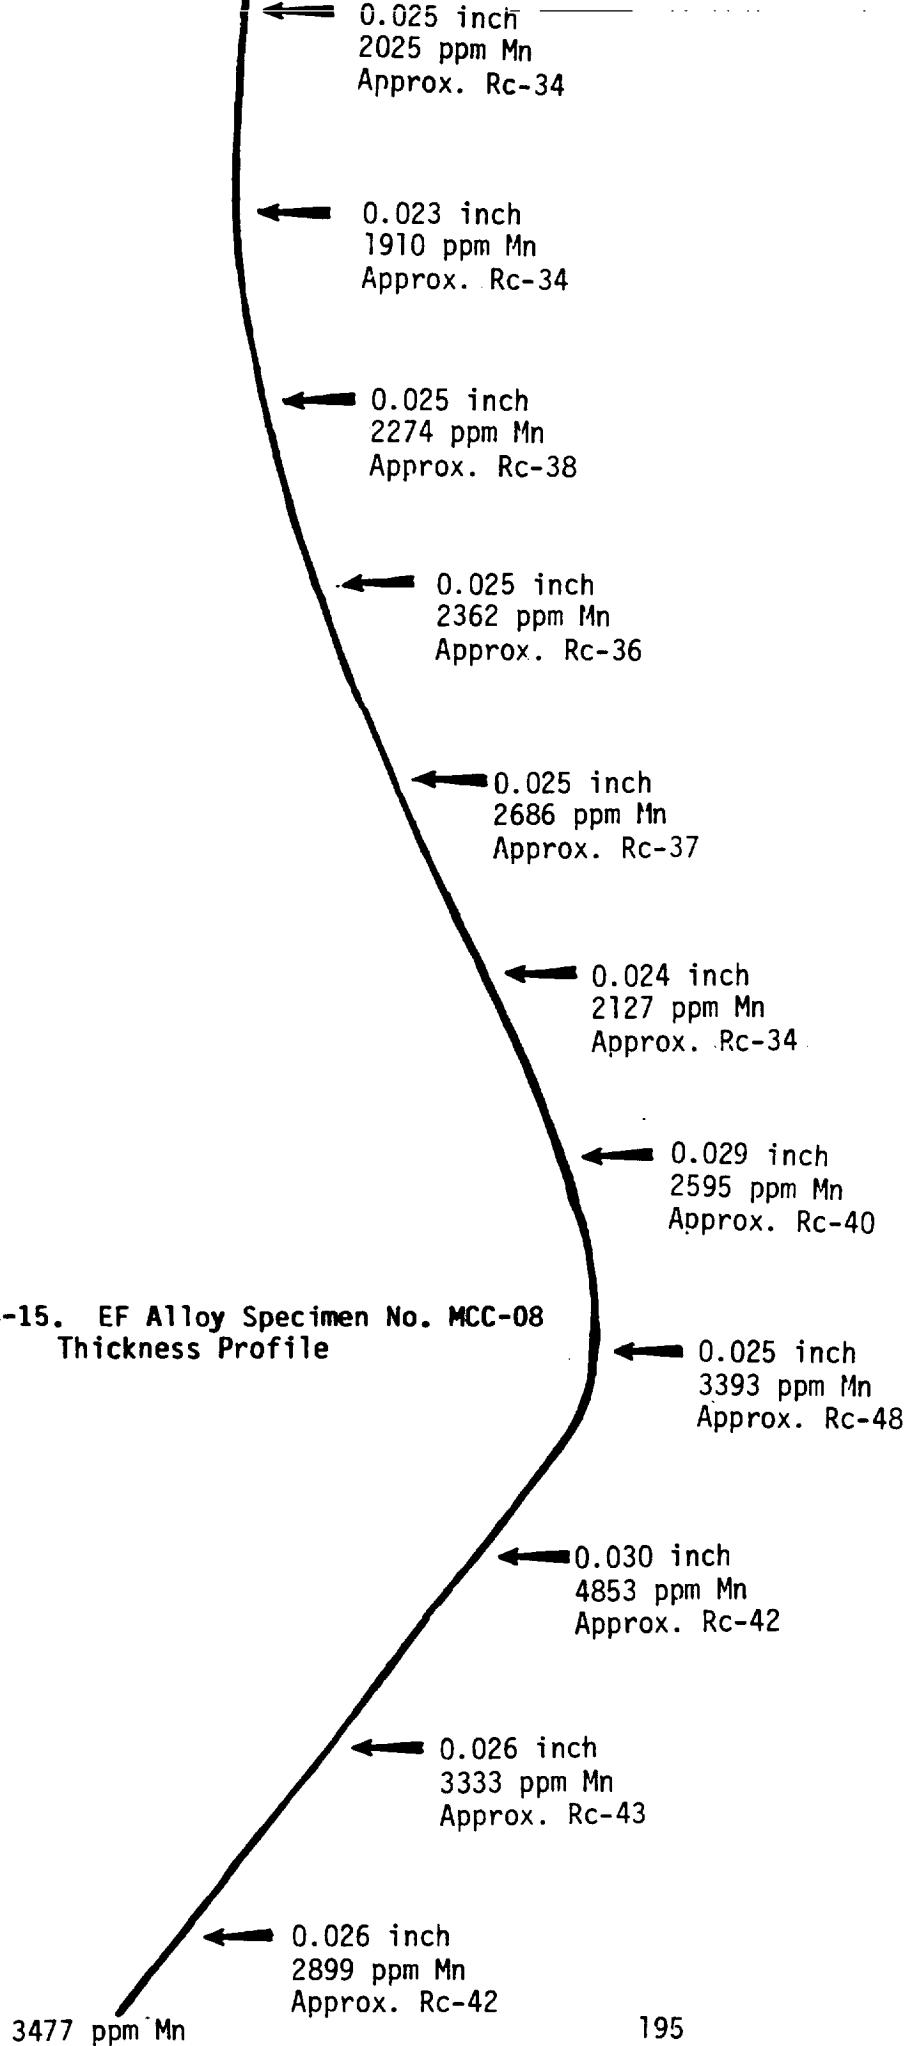 0.025 inch
2025 ppm Mn
Approx. Rc-34
0.023 inch
1910 ppm Mn
Approx. Rc-34
0.025 inch
2274 ppm Mn
Approx. Rc-38
0.025 inch
2362 ppm Mn
Approx. Rc-36
0.025 inch
2686 ppm Mn
Approx. Rc-37
0.024 inch
2127 ppm Mn
Approx. Rc-34
0.029 inch
2595 ppm Mn
Approx. Rc-40
-15. EF Alloy Specimen No. MCC-08
Thickness Profile
0.025 inch
3393 ppm Mn
Approx. Rc-48
0.030 inch
4853 ppm Mn
Approx. Rc-42
0.026 inch
3333 ppm Mn
Approx. Rc-43
0.026 inch
2899 ppm Mn
Approx. Rc-42
3477 ppm Mn
195